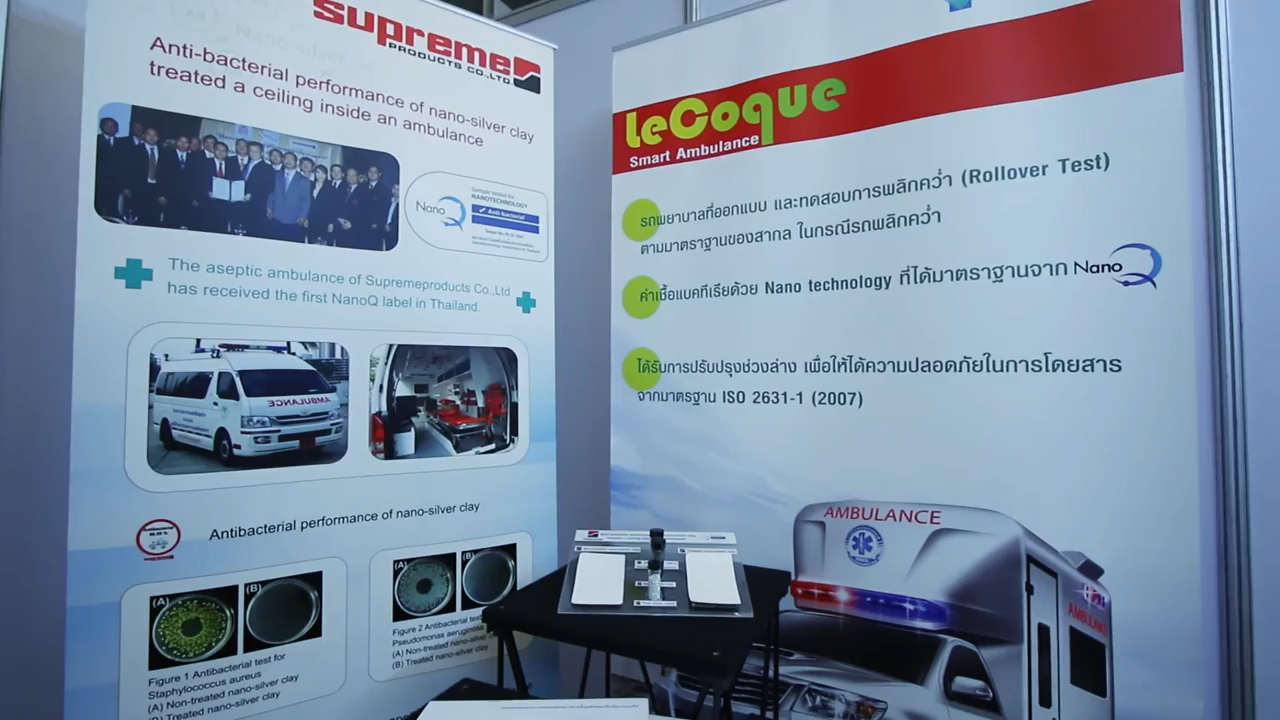 supreme
PRODUCTS CO.,LTD.
Anti-bacterial performance of nano-silver clay
treated a ceiling inside an ambulance
Nano Q
NANOTECHNOLOGY
✔ Anti-Bacterial
The aseptic ambulance of Supremeproducts Co.,Ltd
has received the first NanoQ label in Thailand.
AMBULANCE
Antibacterial performance of nano-silver clay
(A)
(B)
Figure 1 Antibacterial test for
Staphylococcus aureus
(A) Non-treated nano-silver clay
(B) Treated nano-silver clay
(A)
(B)
Figure 2 Antibacterial
Pseudomonas aeruginosa
(A) Non-treated nano-silver
(B) Treated nano-silver clay
leCoque
Smart Ambulance
รถพยาบาลที่ออกแบบ และทดสอบการพลิกคว่ำ (Rollover Test)
ตามมาตราฐานของสากล ในกรณีรถพลิกคว่ำ
ค่าเชื้อแบคทีเรียด้วย Nano technology ที่ได้มาตราฐานจาก Nano Q
ได้รับการปรับปรุงช่วงล่าง เพื่อให้ได้ความปลอดภัยในการโดยสาร
จากมาตรฐาน ISO 2631-1 (2007)
AMBULANCE
AMBULANCE